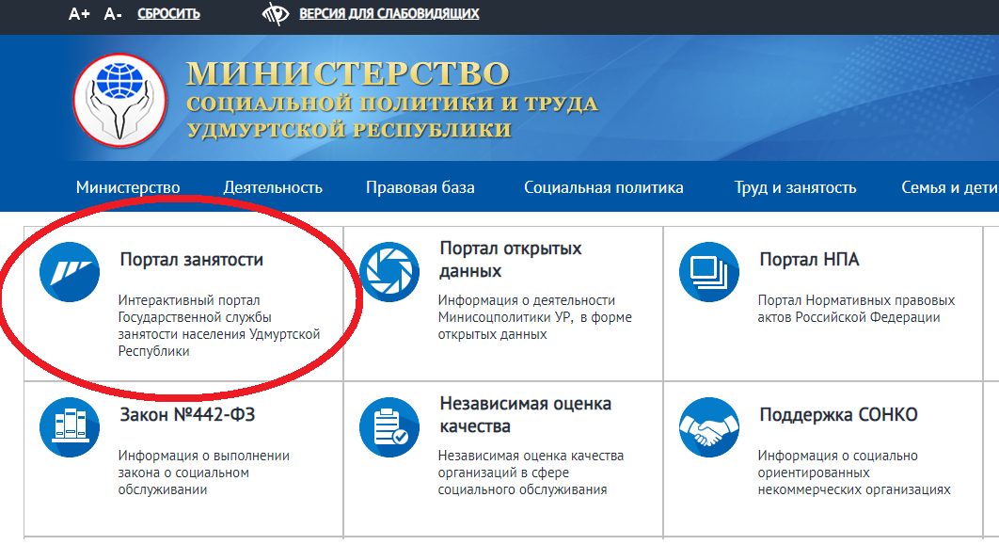 А+ А- СБРОСИТЬ ВЕРСИЯ ДЛЯ СЛАБОВИДЯЩИХ
МИНИСТЕРСТВО
СОЦИАЛЬНОЙ ПОЛИТИКИ И ТРУДА
УДМУРТСКОЙ РЕСПУБЛИКИ
Министерство Деятельность Правовая база Социальная политика Труд и занятость Семья и дети
Портал занятости
Интерактивный портал
Государственной службы
занятости населения Удмуртской
Республики
Портал открытых
данных
Информация о деятельности
Минисоцполитики УР, в форме
открытых данных
Портал НПА
Портал Нормативных правовых
актов Российской Федерации
Закон №442-ФЗ
Информация о выполнении
закона о социальном
обслуживании
Независимая оценка
качества
Независимая оценка качества
организаций в сфере
социального обслуживания
Поддержка СОНКО
Информация о социально
ориентированных
некоммерческих организациях